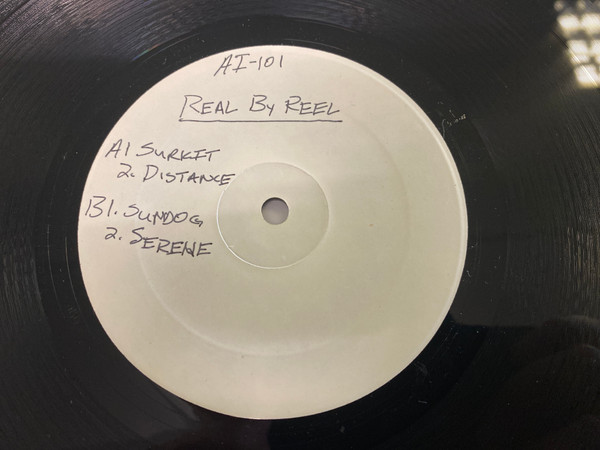 AI-101
REAL BY REEL
A1 SURKIT
2. DISTANCE
B1. SUNDOG
2. SERENE